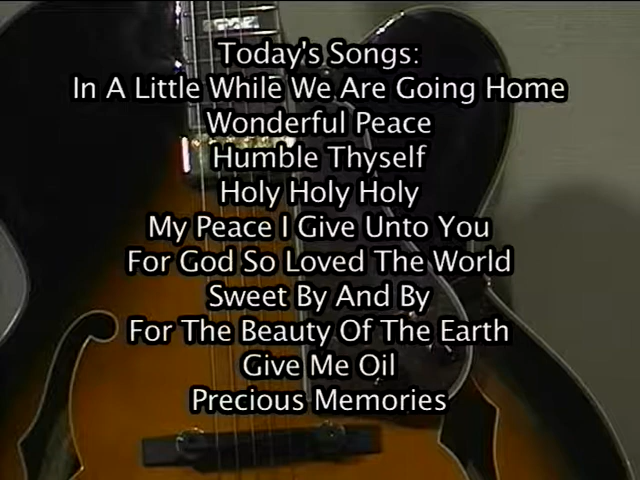 Today's Songs:
In A Little While We Are Going Home
Wonderful Peace
Humble Thyself
Holy Holy Holy
My Peace I Give Unto You
For God So Loved The World
Sweet By And By
For The Beauty Of The Earth
Give Me Oil
Precious Memories